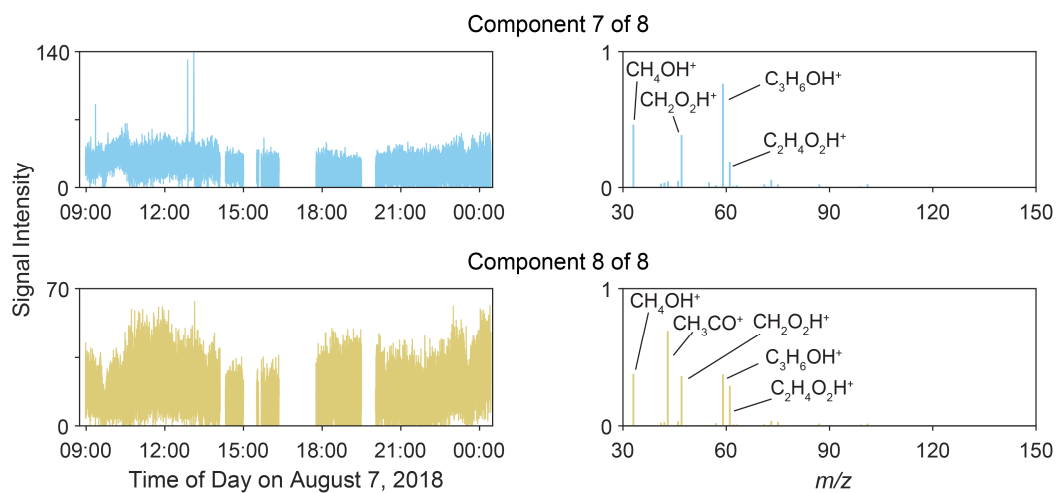 Component 7 of 8
140
0
09:00 12:00 15:00 18:00 21:00 00:00
1
0
30 60 90 120 150
CH₄OH⁺
CH₂O₂H⁺
C₃H₆OH⁺
C₂H₄O₂H⁺
Signal Intensity
Component 8 of 8
70
0
09:00 12:00 15:00 18:00 21:00 00:00
Time of Day on August 7, 2018
1
0
30 60 90 120 150
CH₄OH⁺
CH₃CO⁺
CH₂O₂H⁺
C₃H₆OH⁺
C₂H₄O₂H⁺
m/z